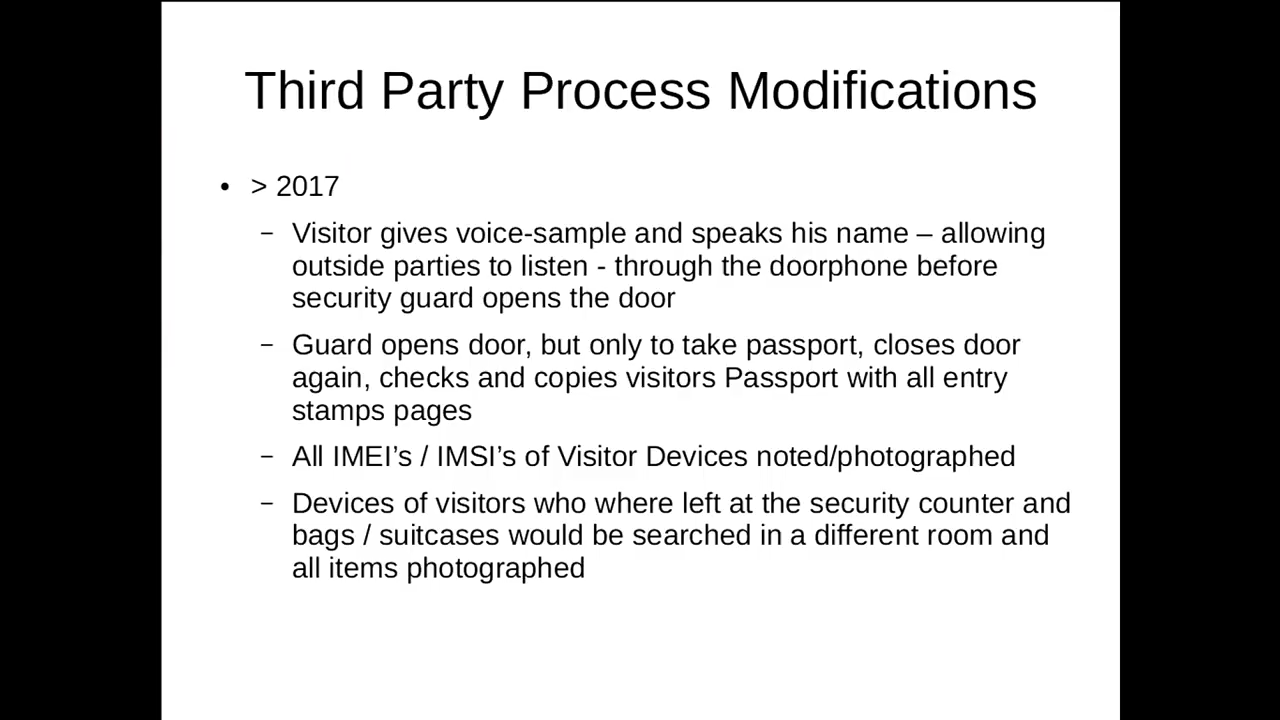 Third Party Process Modifications
• > 2017
– Visitor gives voice-sample and speaks his name – allowing
outside parties to listen - through the doorphone before
security guard opens the door
– Guard opens door, but only to take passport, closes door
again, checks and copies visitors Passport with all entry
stamps pages
– All IMEI’s / IMSI’s of Visitor Devices noted/photographed
– Devices of visitors who where left at the security counter and
bags / suitcases would be searched in a different room and
all items photographed